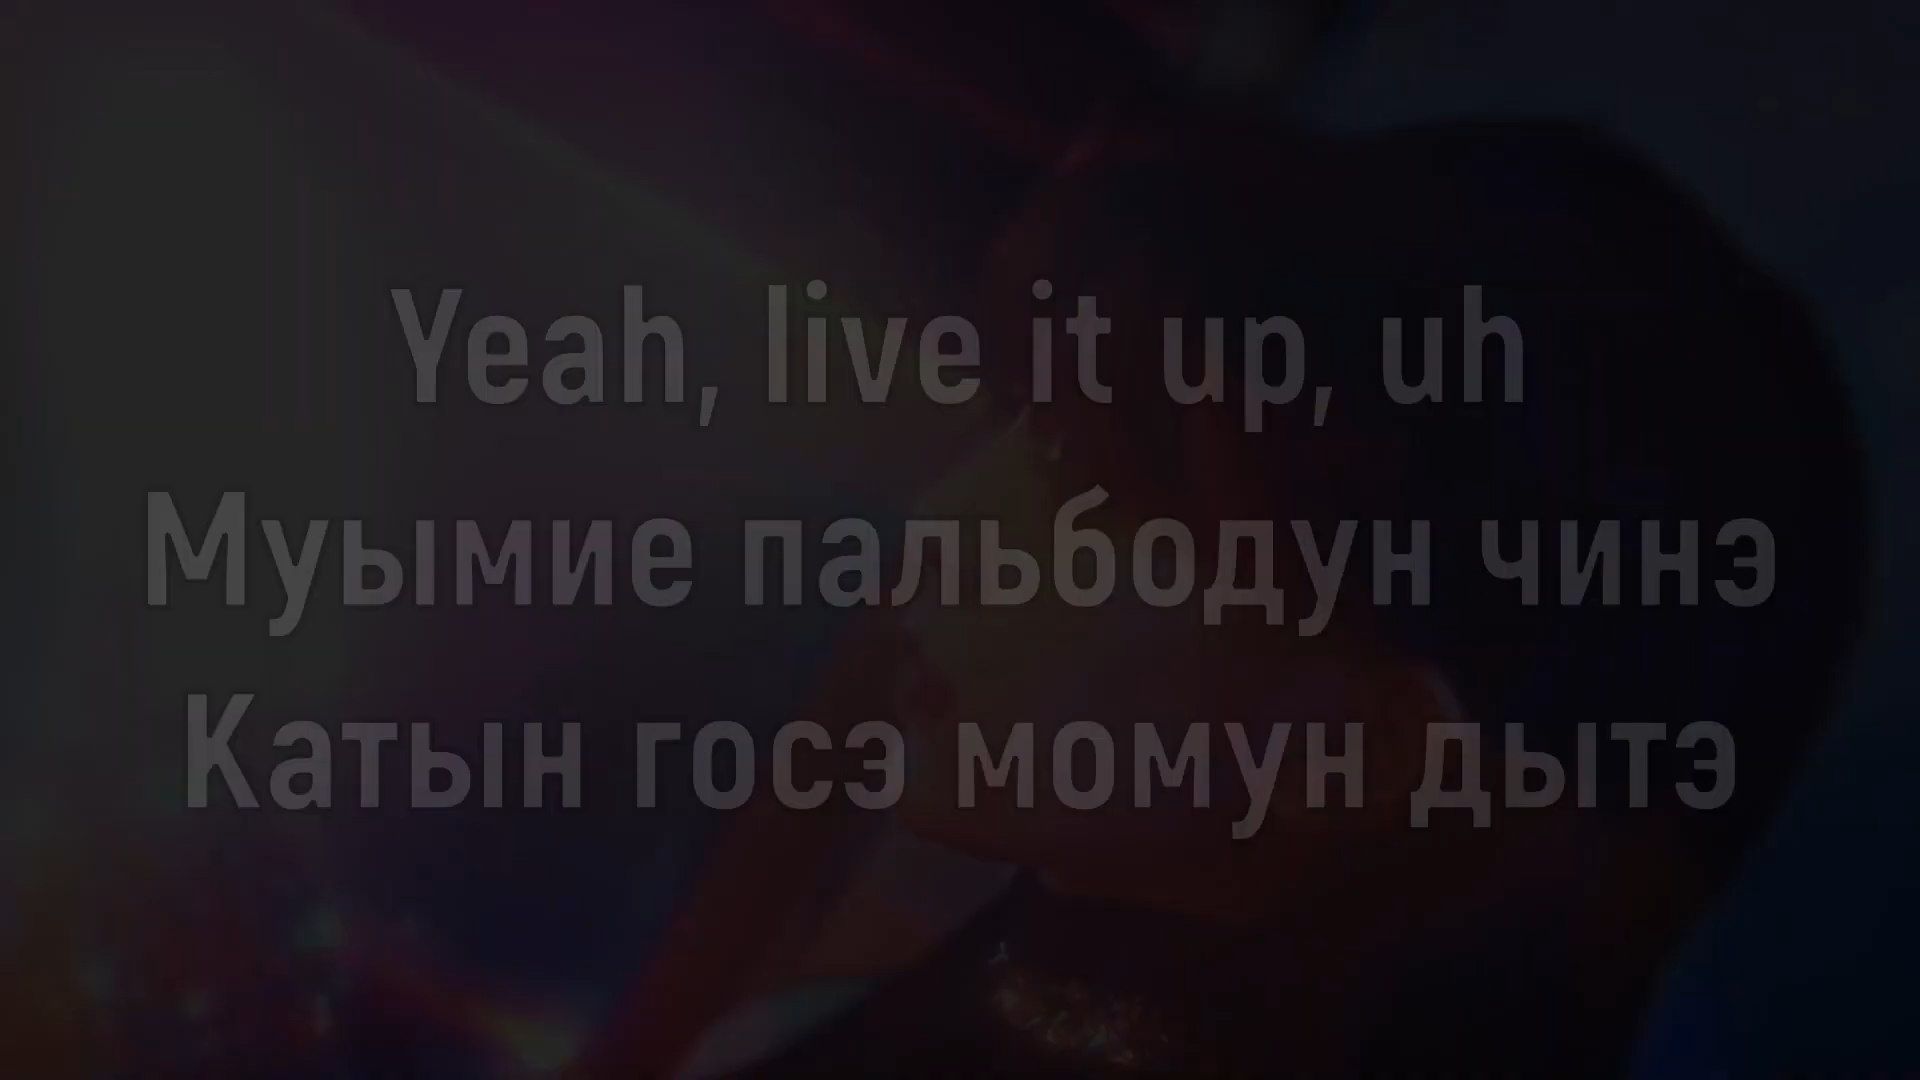 Yeah, live it up, uh
Муымие пальбодун чинэ
Катын госэ момун дытэ